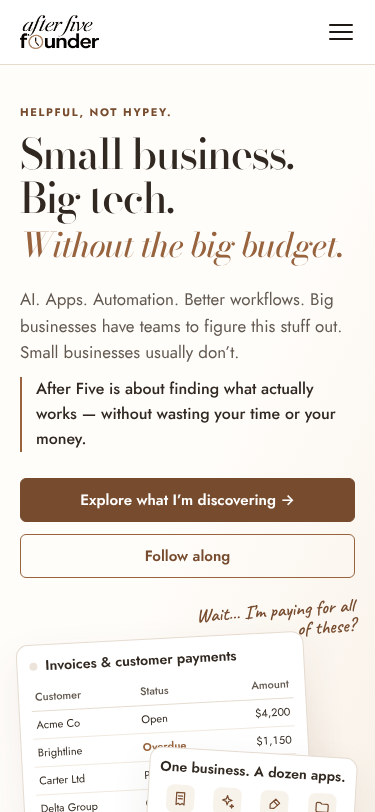 after five
founder
HELPFUL, NOT HYPEY.
Small business.
Big tech.
Without the big budget.
AI. Apps. Automation. Better workflows. Big
businesses have teams to figure this stuff out.
Small businesses usually don’t.
After Five is about finding what actually
works — without wasting your time or your
money.
Explore what I’m discovering →
Follow along
Wait... I’m paying for all
of these?
Invoices & customer payments
Customer Status Amount
Acme Co Open $4,200
Brightline Overdue $1,150
Carter Ltd P
Delta Group
One business. A dozen apps.